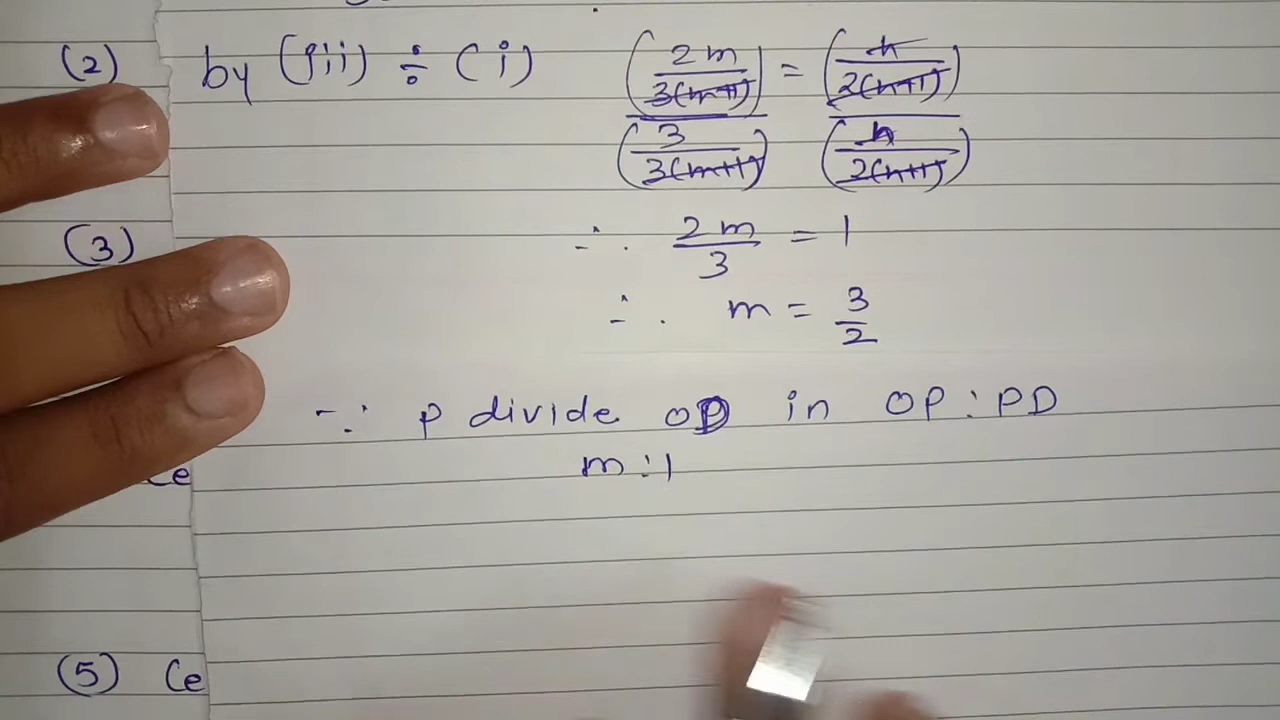 (2) by (iii) ÷ (i) (2m/3(m+1)) / (3/3(m+1)) = (n/2(n+1)) / (n/2(n+1))
∴ 2m/3 = 1
(3)
∴ m = 3/2
∵ P divide OD in OP : PD
m : 1
ce
(5) Ce